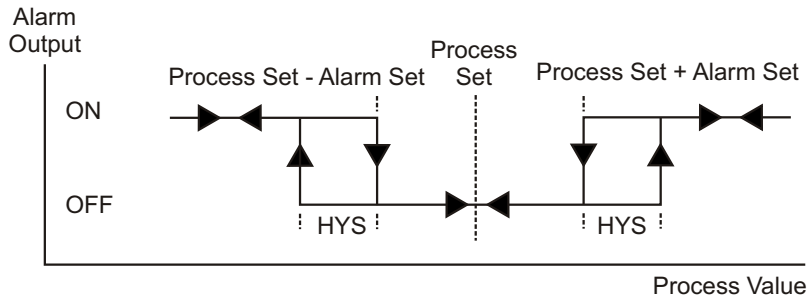 Alarm
Output
Process
Set
Process Set - Alarm Set
Process Set + Alarm Set
ON
OFF
HYS
HYS
Process Value